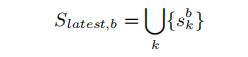 $S_{latest,b} = \bigcup_{k} \{s_k^b\}$